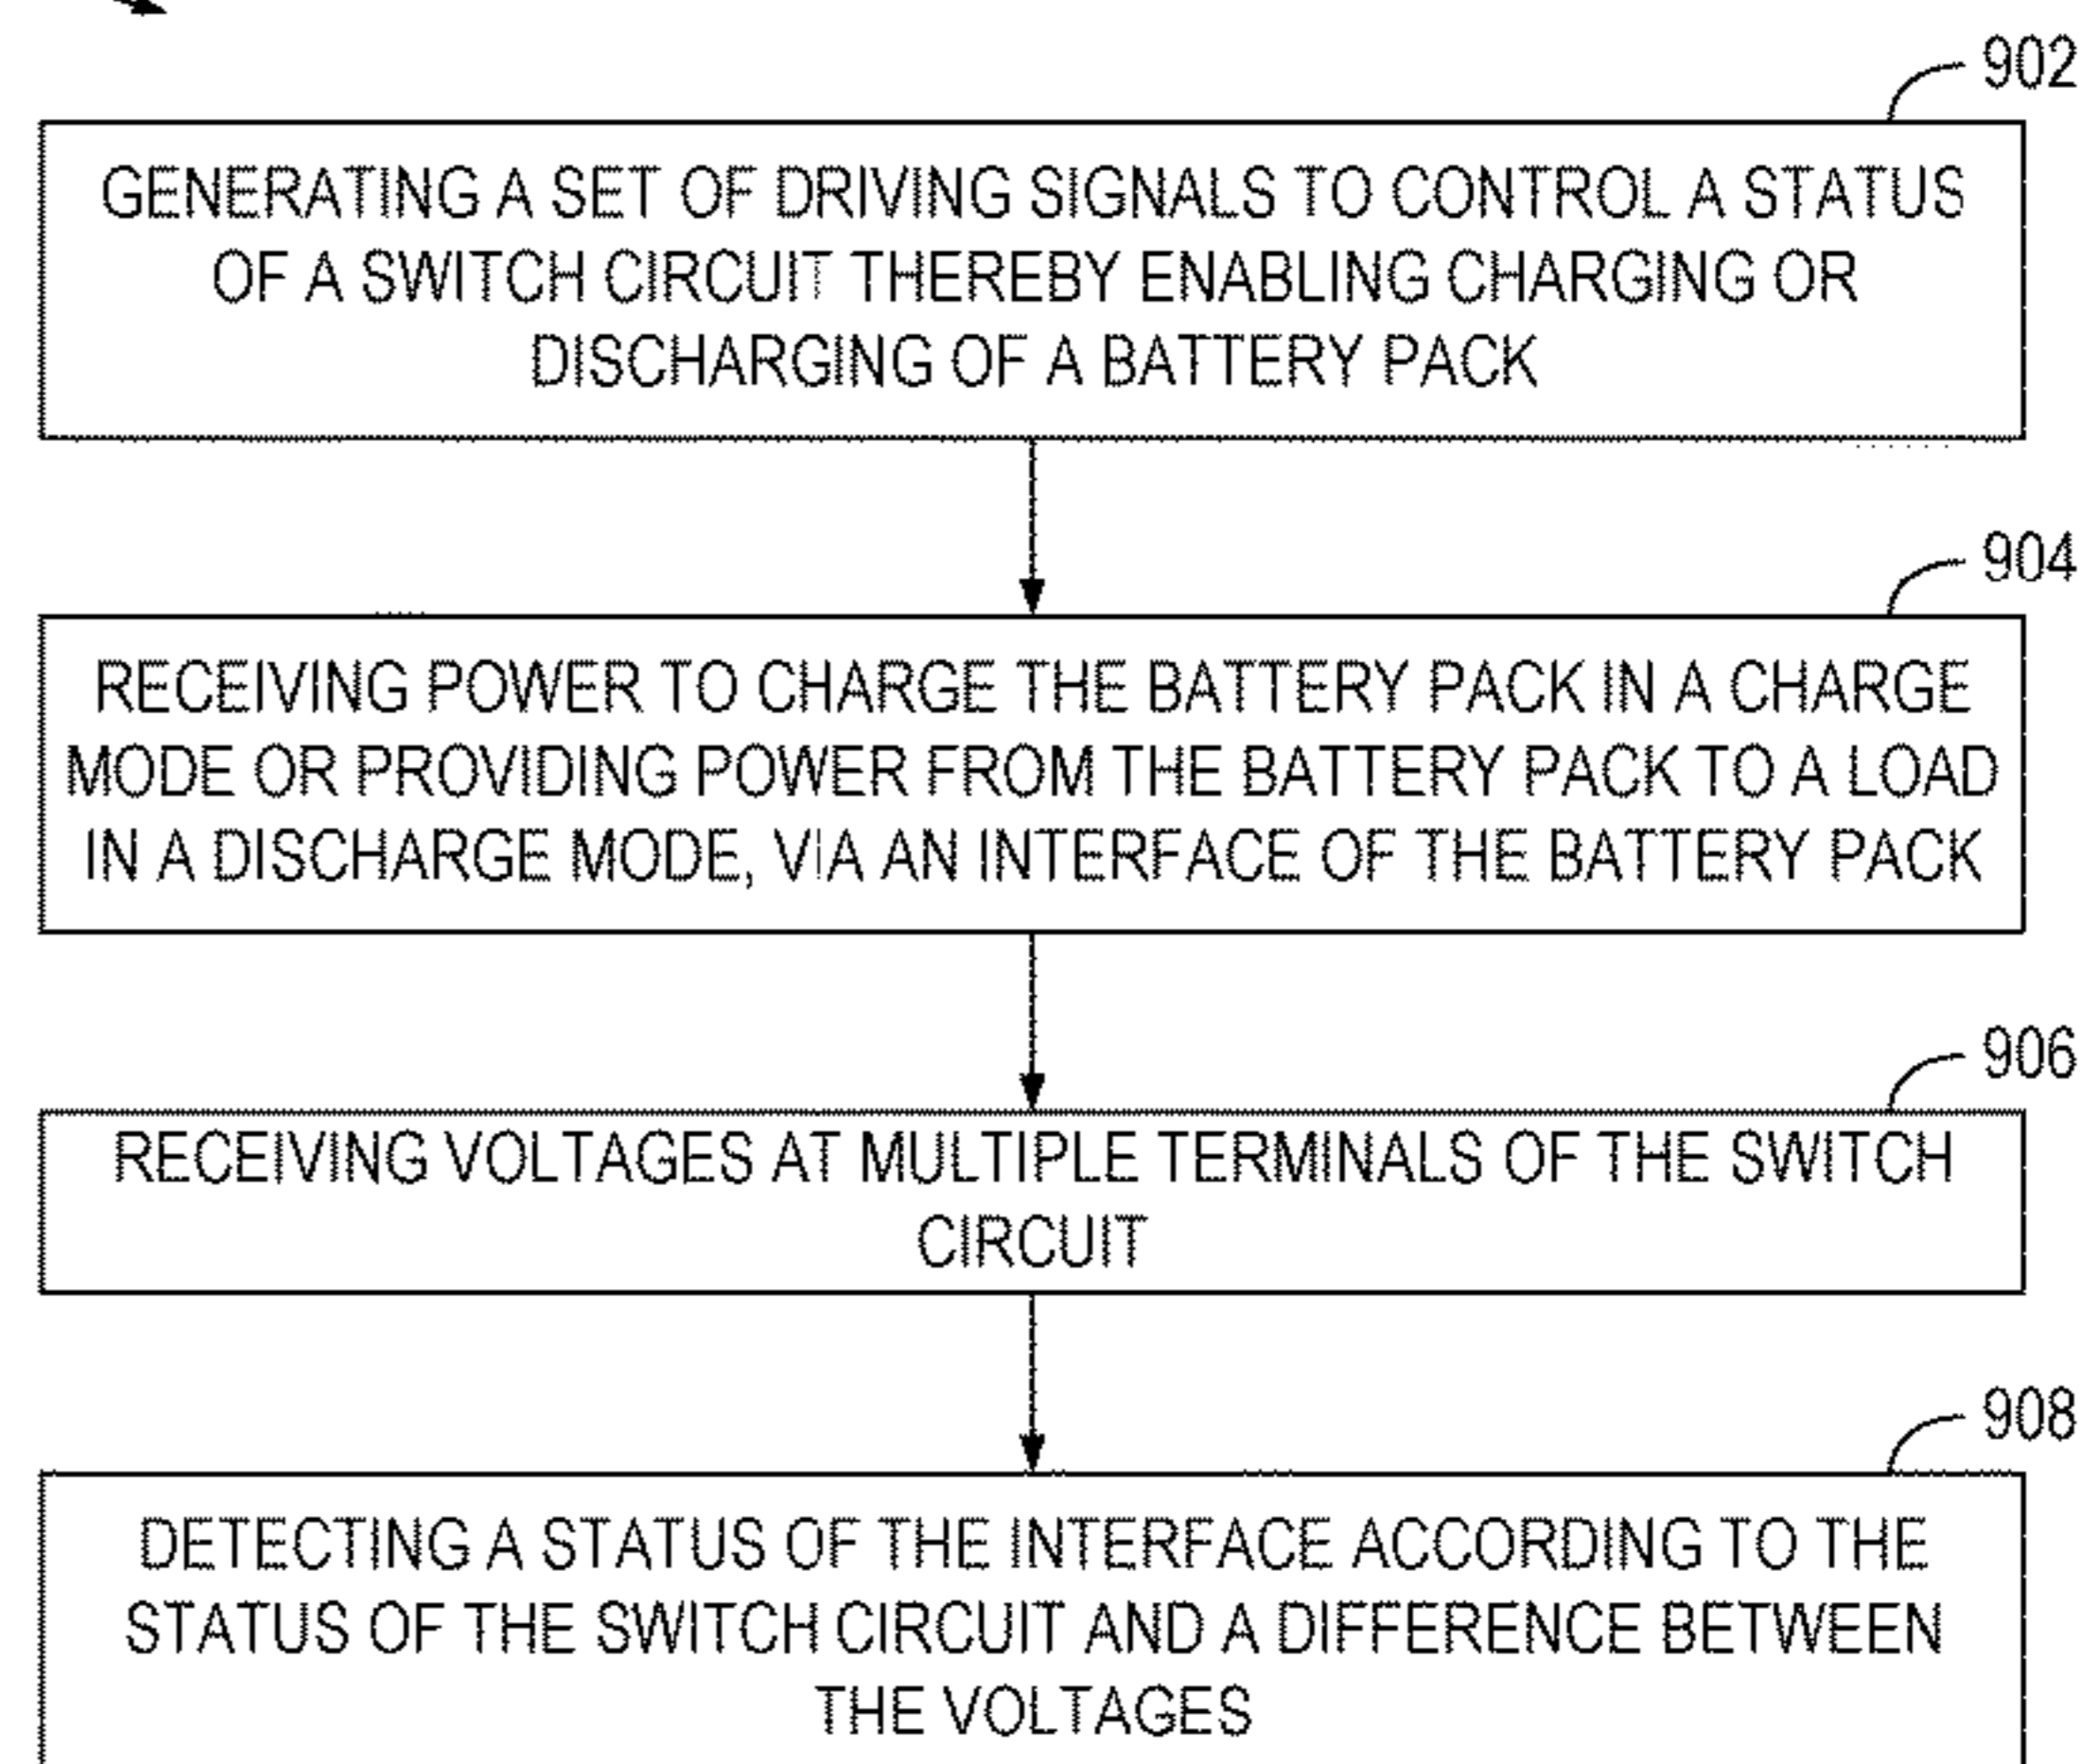 902
GENERATING A SET OF DRIVING SIGNALS TO CONTROL A STATUS
OF A SWITCH CIRCUIT THEREBY ENABLING CHARGING OR
DISCHARGING OF A BATTERY PACK
904
RECEIVING POWER TO CHARGE THE BATTERY PACK IN A CHARGE
MODE OR PROVIDING POWER FROM THE BATTERY PACK TO A LOAD
IN A DISCHARGE MODE, VIA AN INTERFACE OF THE BATTERY PACK
906
RECEIVING VOLTAGES AT MULTIPLE TERMINALS OF THE SWITCH
CIRCUIT
908
DETECTING A STATUS OF THE INTERFACE ACCORDING TO THE
STATUS OF THE SWITCH CIRCUIT AND A DIFFERENCE BETWEEN
THE VOLTAGES